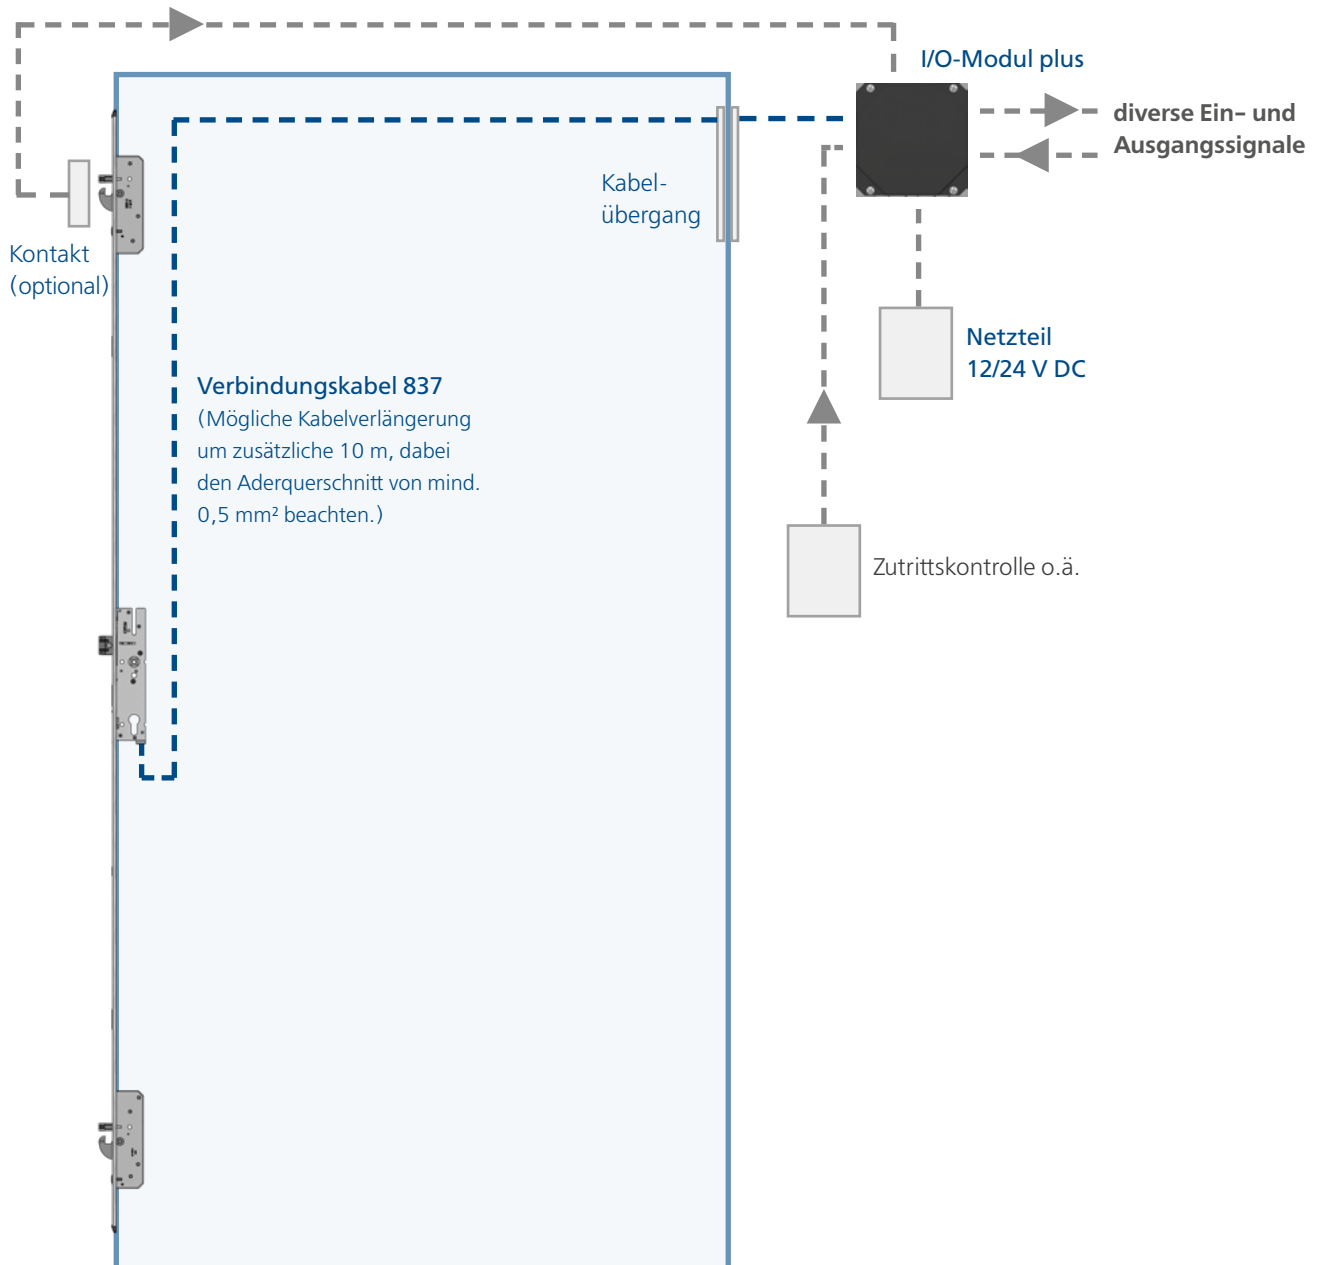 I/O-Modul plus
diverse Ein- und
Ausgangssignale
Kabel-
übergang
Kontakt
(optional)
Netzteil
12/24 V DC
Verbindungskabel 837
(Mögliche Kabelverlängerung
um zusätzliche 10 m, dabei
den Aderquerschnitt von mind.
0,5 mm² beachten.)
Zutrittskontrolle o.ä.